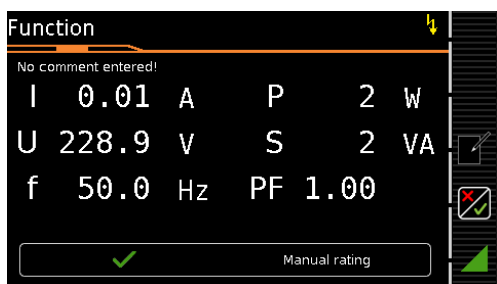 Function
No comment entered!
I 0.01 A P 2 W
U 228.9 V S 2 VA
f 50.0 Hz PF 1.00
Manual rating